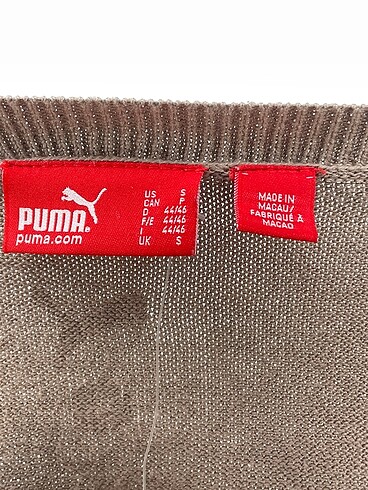 PUMA®
puma.com
US S
CAN P
D 44/46
F/E 44/46
I 44/46
UK S
MADE IN
MACAU/
FABRIQUÉ À
MACAO